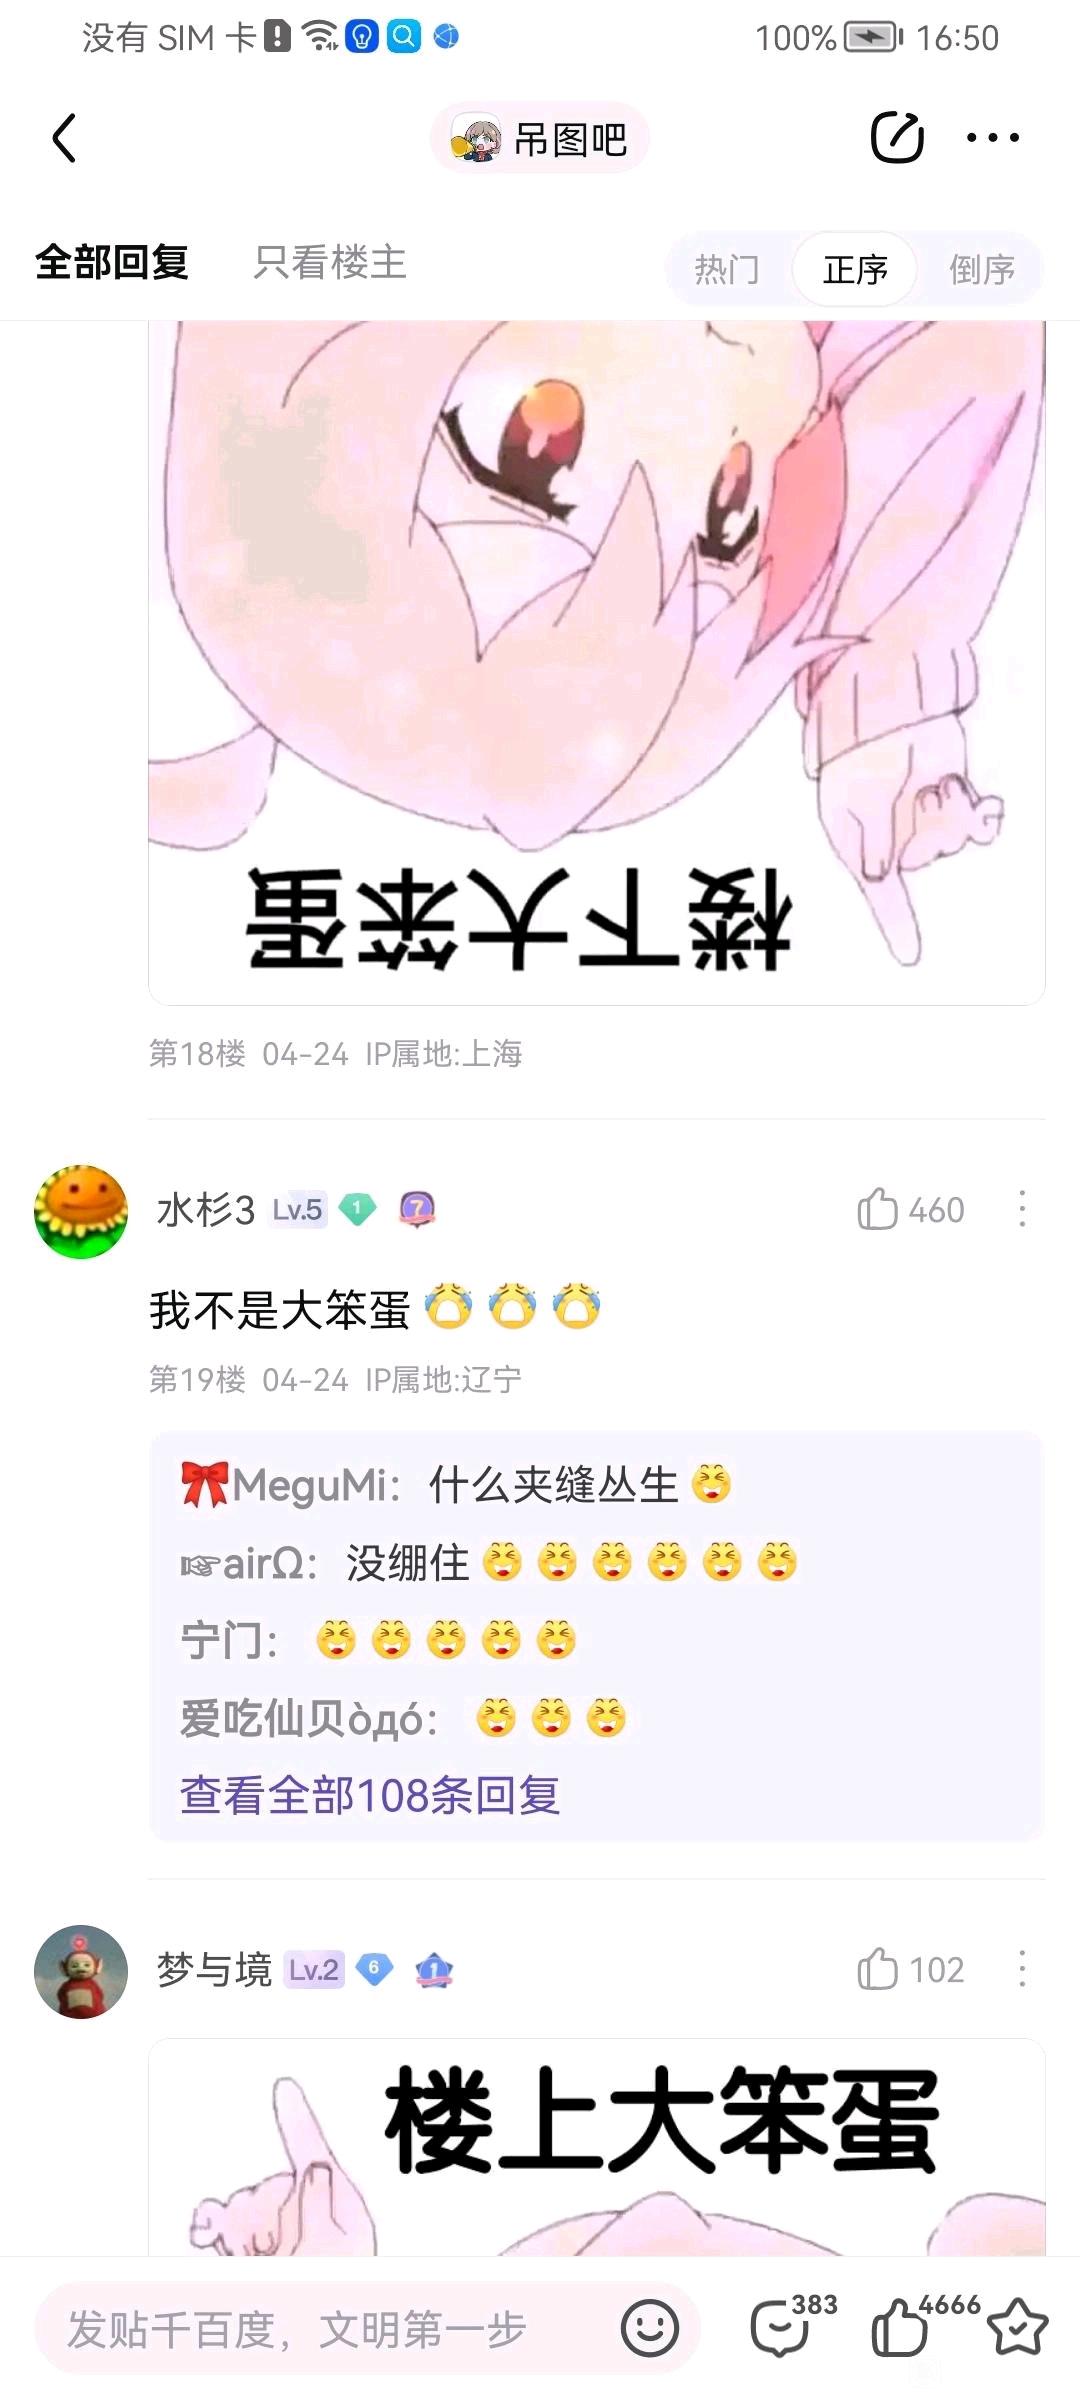 没有 SIM 卡
100%
16:50
吊图吧
全部回复 只看楼主
热门 正序 倒序
楼下大笨蛋
第18楼 04-24 IP属地:上海
水杉3 Lv.5 1 7
460
我不是大笨蛋
第19楼 04-24 IP属地:辽宁
MeguMi: 什么夹缝丛生
☞airΩ: 没绷住
宁门:
爱吃仙贝òдó:
查看全部108条回复
梦与境 Lv.2 6 1
102
楼上大笨蛋
发贴千百度，文明第一步
383
4666